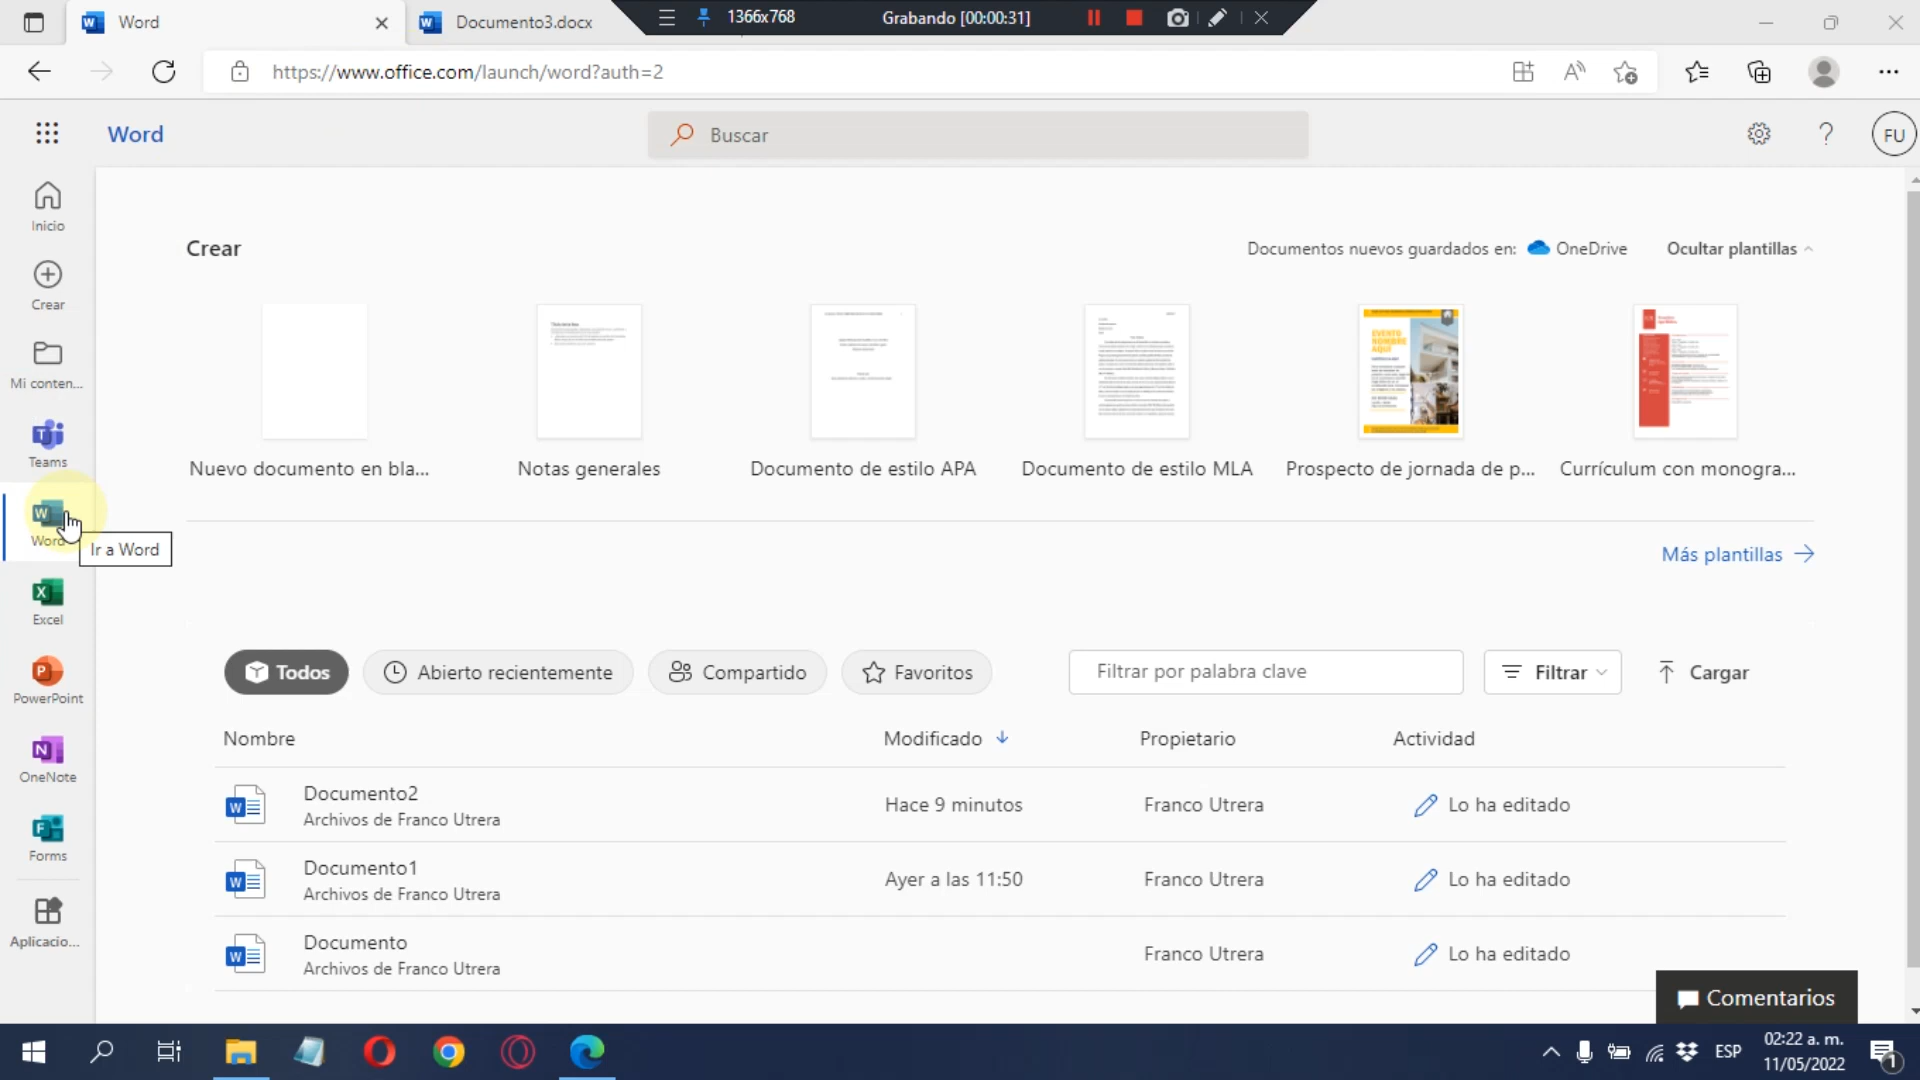 Word
Documento3.docx
1366x768
Grabando [00:00:31]
https://www.office.com/launch/word?auth=2
Word
Buscar
FU
Inicio
Crear
Mi conten...
Teams
Word
Ir a Word
Excel
PowerPoint
OneNote
Forms
Aplicacio...
Crear
Documentos nuevos guardados en: OneDrive
Ocultar plantillas
EVENTO
NOMBRE
AQUÍ
Nuevo documento en bla...
Notas generales
Documento de estilo APA
Documento de estilo MLA
Prospecto de jornada de p...
Currículum con monogra...
Más plantillas
Todos
Abierto recientemente
Compartido
Favoritos
Filtrar por palabra clave
Filtrar
Cargar
Nombre
Modificado
Propietario
Actividad
Documento2
Archivos de Franco Utrera
Hace 9 minutos
Franco Utrera
Lo ha editado
Documento1
Archivos de Franco Utrera
Ayer a las 11:50
Franco Utrera
Lo ha editado
Documento
Archivos de Franco Utrera
Franco Utrera
Lo ha editado
Comentarios
ESP
02:22 a. m.
11/05/2022
1